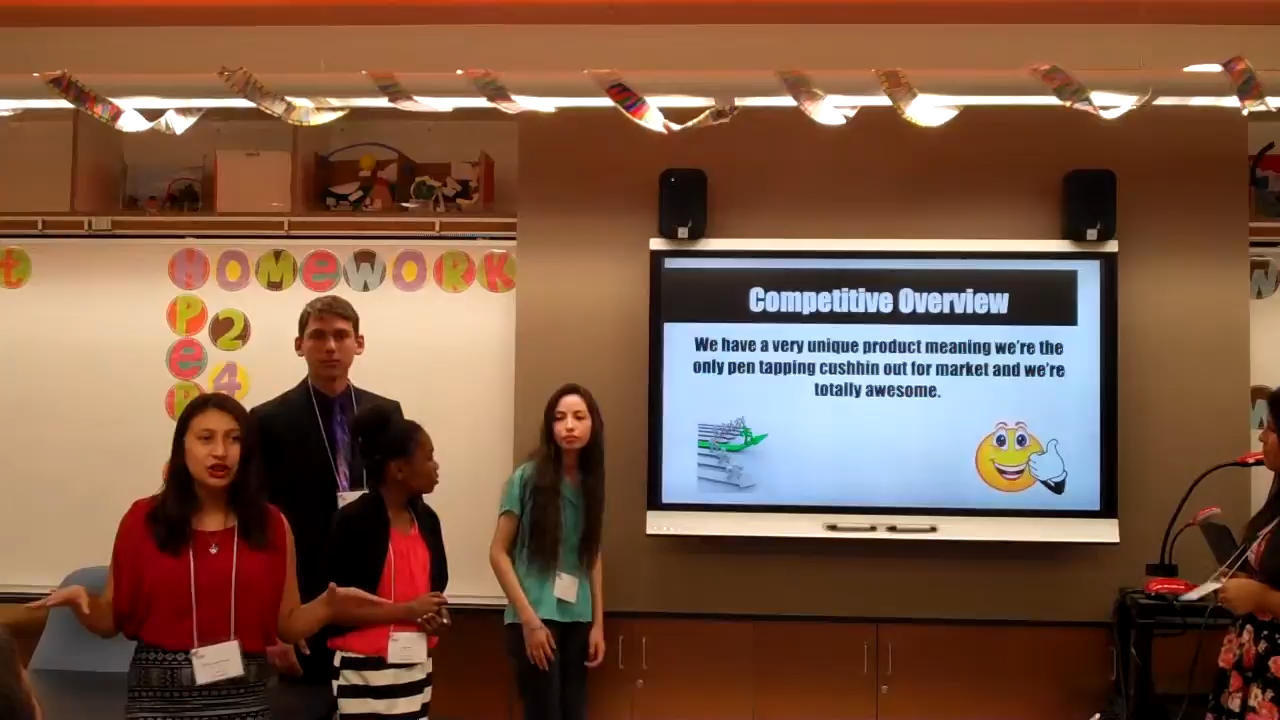 t
HOMEWORK
PeR
2
4
Competitive Overview
We have a very unique product meaning we're the
only pen tapping cushhin out for market and we're
totally awesome.